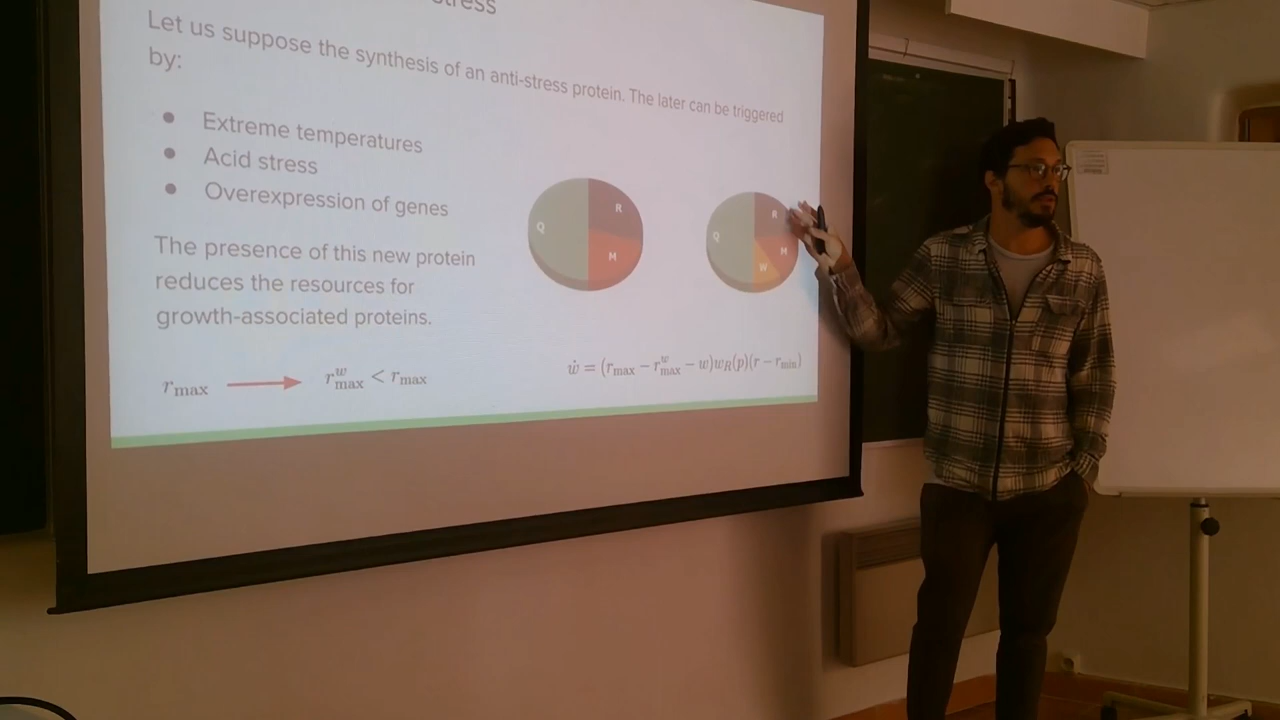 stress
Let us suppose the synthesis of an anti-stress protein. The later can be triggered
by:
● Extreme temperatures
● Acid stress
● Overexpression of genes
The presence of this new protein
reduces the resources for
growth-associated proteins.
Q R M
Q R M W
r_max → r^w_max < r_max
ẇ = (r_max − r^w_max − w)w_R(p)(r − r_min)